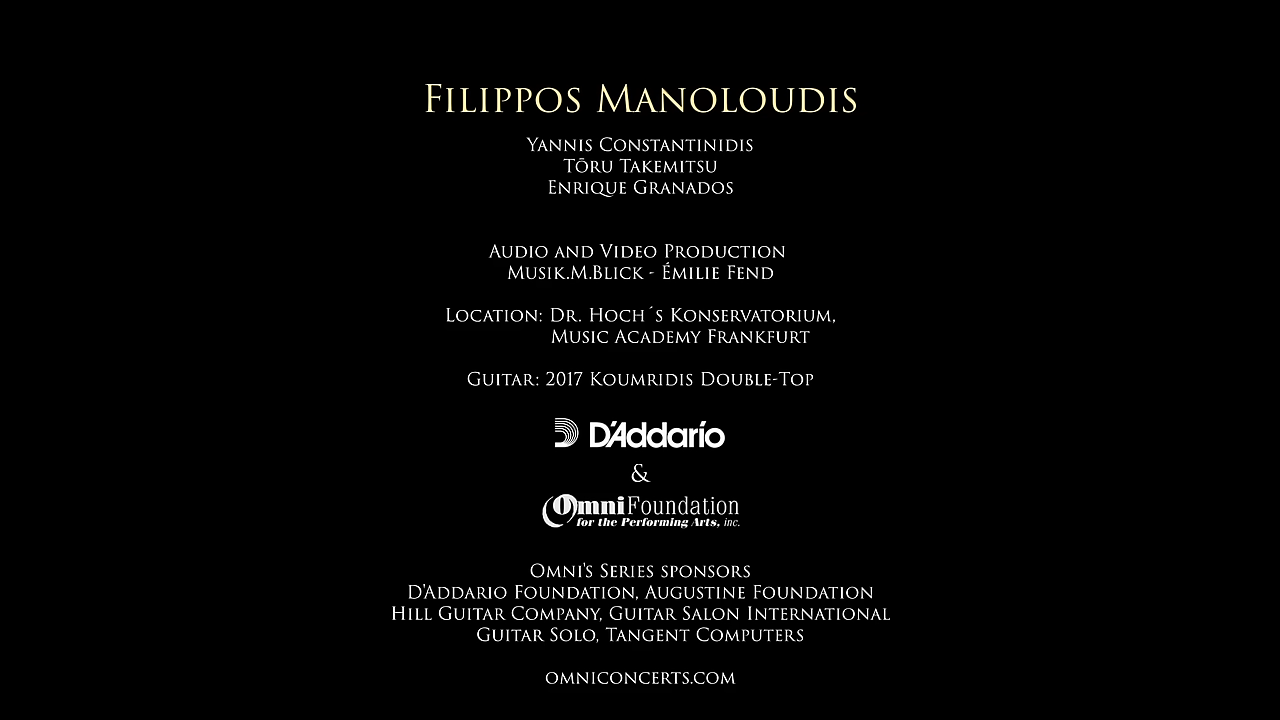 Filippos Manoloudis
Yannis Constantinidis
Tōru Takemitsu
Enrique Granados
Audio and Video Production
Musik.M.Blick - Émilie Fend
Location: Dr. Hoch´s Konservatorium,
Music Academy Frankfurt
Guitar: 2017 Koumridis Double-Top
D'Addario
&
OmniFoundation
for the Performing Arts, inc.
Omni's Series sponsors
D'Addario Foundation, Augustine Foundation
Hill Guitar Company, Guitar Salon International
Guitar Solo, Tangent Computers
omniconcerts.com